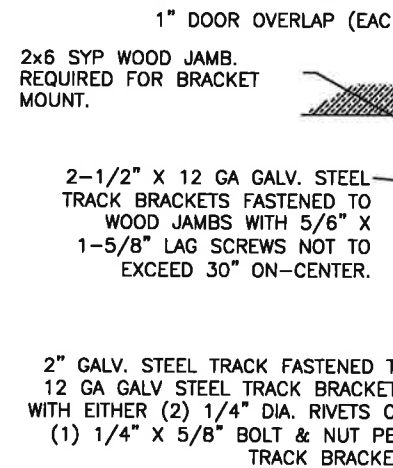 1" DOOR OVERLAP (EAC
2x6 SYP WOOD JAMB.
REQUIRED FOR BRACKET
MOUNT.
2-1/2" X 12 GA GALV. STEEL
TRACK BRACKETS FASTENED TO
WOOD JAMBS WITH 5/6" X
1-5/8" LAG SCREWS NOT TO
EXCEED 30" ON-CENTER.
2" GALV. STEEL TRACK FASTENED T
12 GA GALV STEEL TRACK BRACKET
WITH EITHER (2) 1/4" DIA. RIVETS O
(1) 1/4" X 5/8" BOLT & NUT PE
TRACK BRACKE